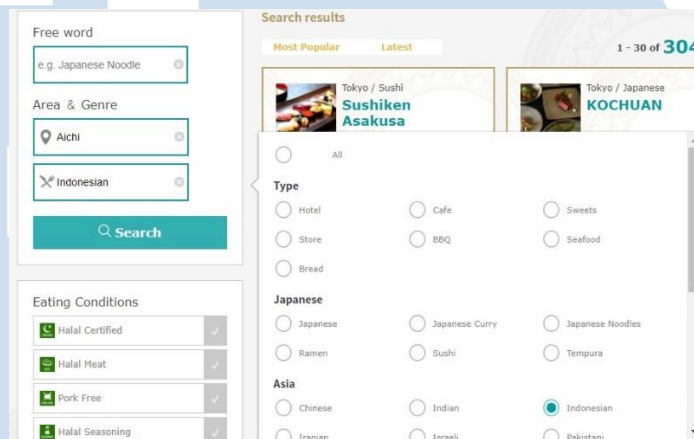 Free word
e.g. Japanese Noodle
Area & Genre
Aichi
Indonesian
Search
Eating Conditions
Halal Certified
Halal Meat
Pork Free
Halal Seasoning
Search results
Most Popular Latest
1 - 30 of 304
Tokyo / Sushi
Sushiken
Asakusa
Tokyo / Japanese
KOCHUAN
All
Type
Hotel Cafe Sweets
Store BBQ Seafood
Bread
Japanese
Japanese Japanese Curry Japanese Noodles
Ramen Sushi Tempura
Asia
Chinese Indian Indonesian
Iranian Israeli Pakistani